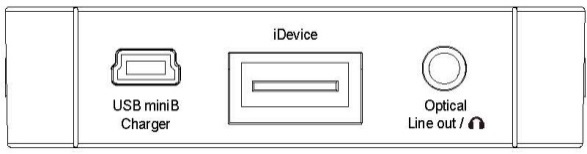 iDevice
USB miniB
Charger
Optical
Line out /